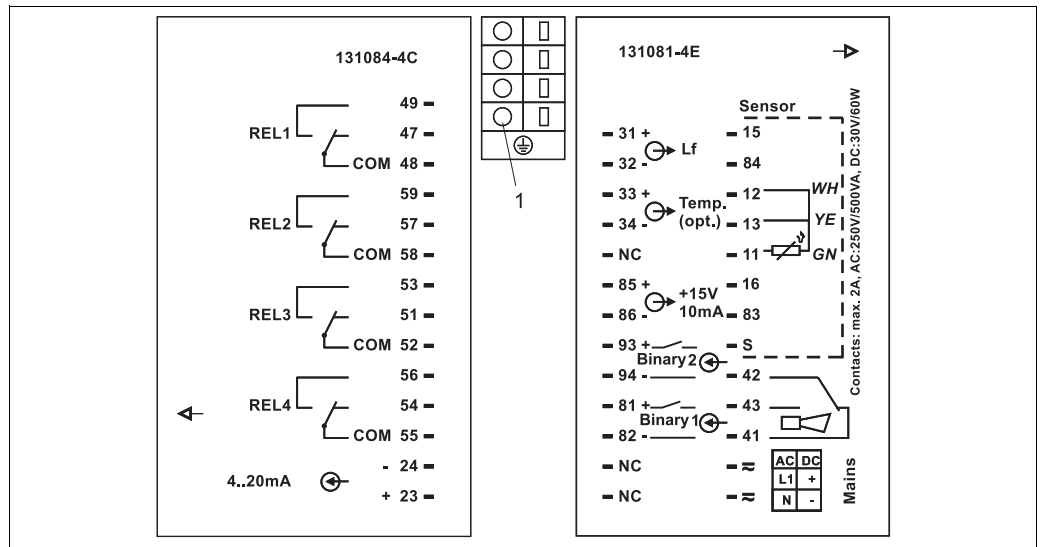 131084-4C
49
REL1 47
COM 48
59
REL2 57
COM 58
53
REL3 51
COM 52
56
REL4 54
COM 55
- 24
4..20mA
+ 23
1
131081-4E
Sensor
31 + 15
Lf
32 - 84
33 + 12 WH
Temp.
(opt.)
34 - 13 YE
NC 11 GN
85 + 16
+15V
10mA
86 - 83
93 + S
Binary 2
94 - 42
81 + 43
Binary 1
82 - 41
NC
NC
AC DC
L1 +
N -
Mains
Contacts: max. 2A, AC:250V/500VA, DC:30V/60W